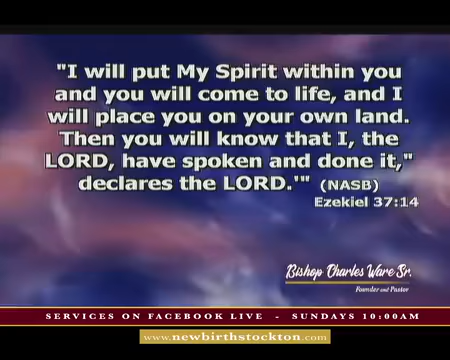 "I will put My Spirit within you
and you will come to life, and I
will place you on your own land.
Then you will know that I, the
LORD, have spoken and done it,"
declares the LORD.'" (NASB)
Ezekiel 37:14
Bishop Charles Ware Sr.
Founder and Pastor
SERVICES ON FACEBOOK LIVE - SUNDAYS 10:00AM
www.newbirthstockton.com